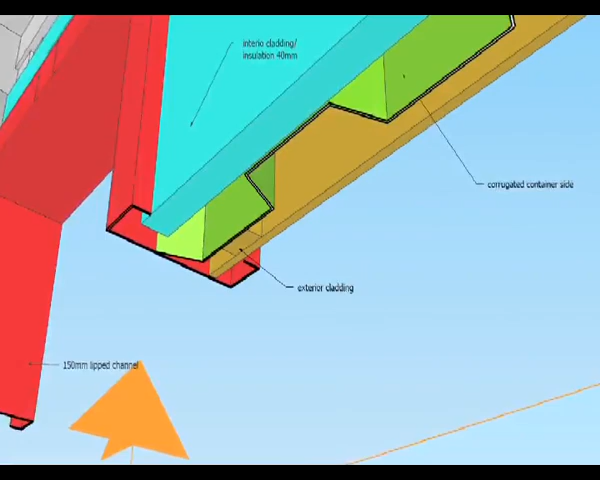 interio cladding/
insulation 40mm
corrugated container side
exterior cladding
150mm lipped channel